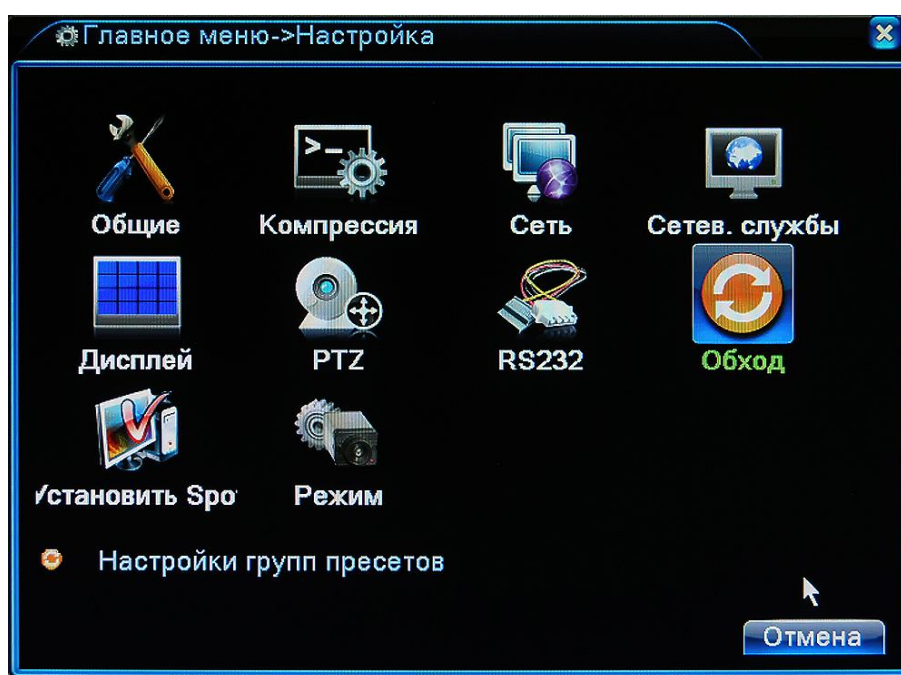 Главное меню->Настройка
Общие
Компрессия
Сеть
Сетев. службы
Дисплей
PTZ
RS232
Обход
Установить Spo
Режим
Настройки групп пресетов
Отмена